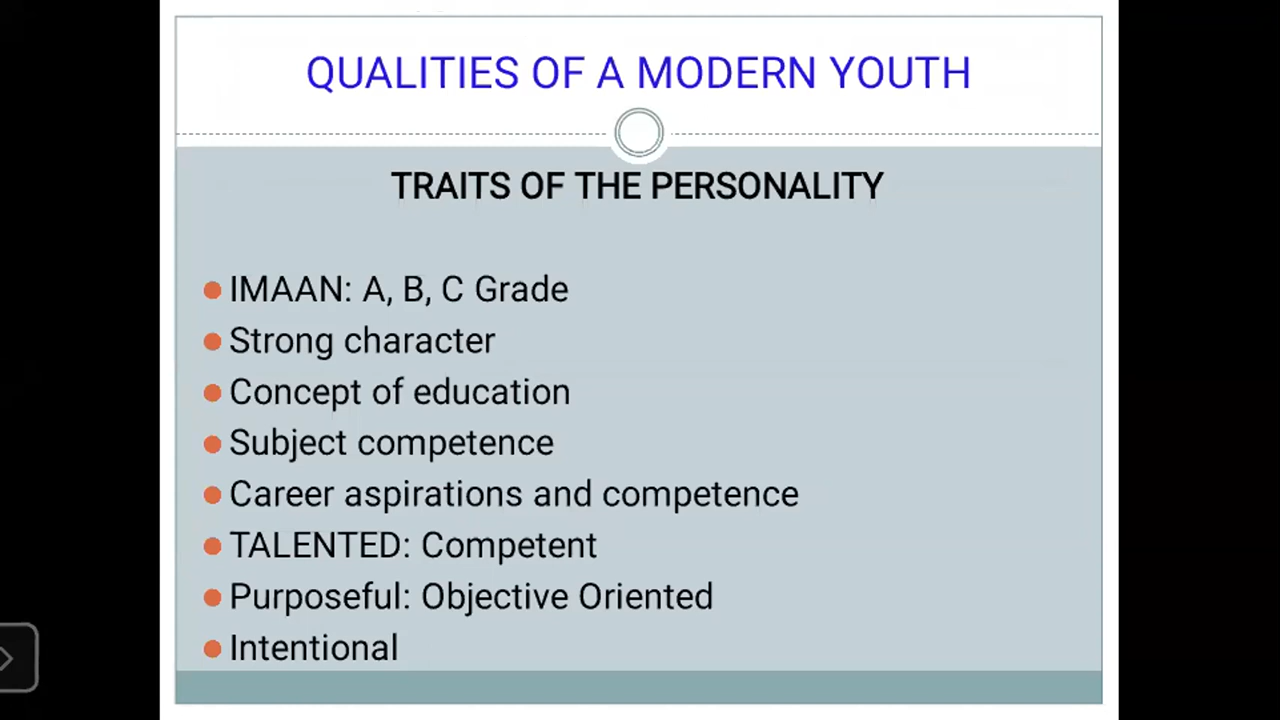 QUALITIES OF A MODERN YOUTH
TRAITS OF THE PERSONALITY
IMAAN: A, B, C Grade
Strong character
Concept of education
Subject competence
Career aspirations and competence
TALENTED: Competent
Purposeful: Objective Oriented
Intentional